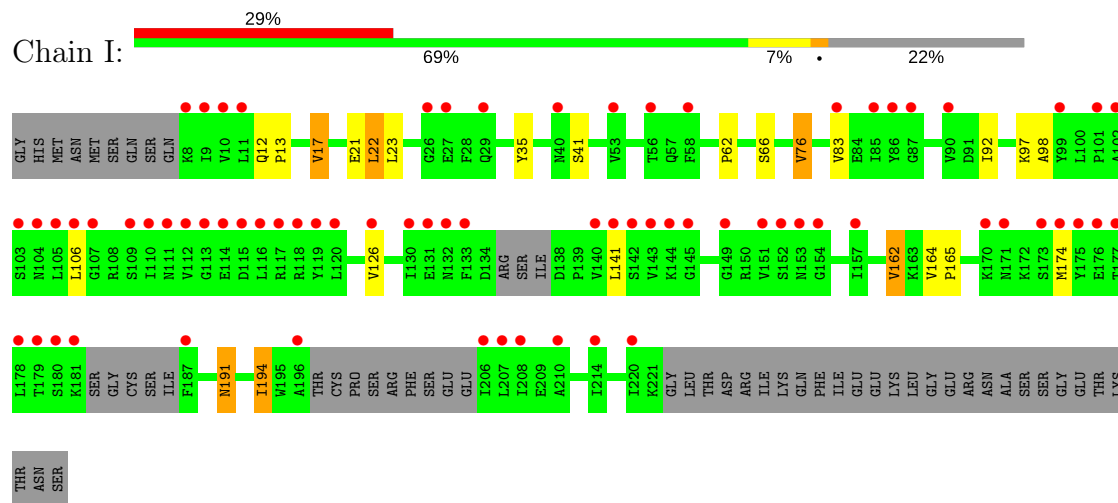 29%
Chain I:
69% 7% • 22%
GLY HIS MET ASN MET SER GLN SER GLN K8 I9 V10 L11 Q12 P13 V17 E21 L22 L23 G26 E27 F28 Q29 Y35 N40 S41 V53 T56 Q57 F58 P62 S66 V76 V83 E84 I85 Y86 G87 V90 D91 I92 K97 A98 Y99 L100 P101 A102
S103 N104 L105 L106 G107 R108 S109 I110 N111 V112 G113 E114 D115 L116 R117 R118 Y119 L120 V126 I130 E131 N132 F133 D134 ARG SER ILE D138 P139 V140 L141 S142 V143 K144 G145 G149 R150 V151 S152 N153 G154 I157 V162 K163 V164 P165 K170 N171 K172 S173 M174 Y175 E176 T177
L178 T179 S180 K181 SER GLY CYS SER ILE F187 N191 I194 W195 A196 THR CYS PRO SER ARG PHE SER GLU GLU I206 L207 I208 E209 A210 I214 I220 K221 GLY LEU THR ASP ARG ILE LYS GLN PHE ILE GLU GLU LYS LEU GLY GLU ARG ASN ALA SER SER GLY GLU THR LYS
THR ASN SER